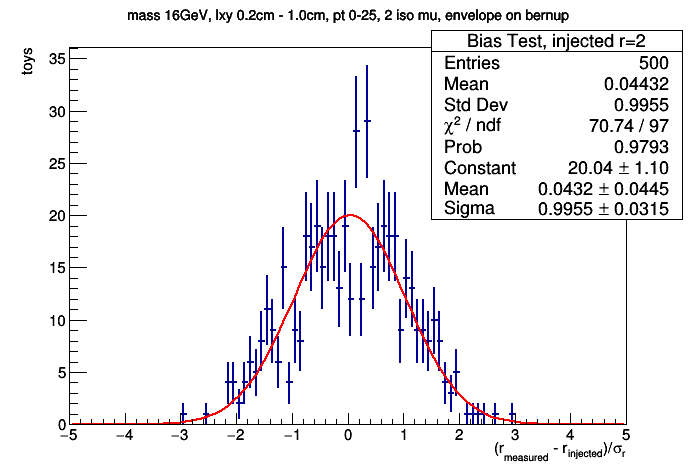 mass 16GeV, lxy 0.2cm - 1.0cm, pt 0-25, 2 iso mu, envelope on bernup
Bias Test, injected r=2
Entries 500
Mean 0.04432
Std Dev 0.9955
χ² / ndf 70.74 / 97
Prob 0.9793
Constant 20.04 ± 1.10
Mean 0.0432 ± 0.0445
Sigma 0.9955 ± 0.0315
toys
35
30
25
20
15
10
5
0
−5 −4 −3 −2 −1 0 1 2 3 4 5
(r_measured - r_injected)/σ_r